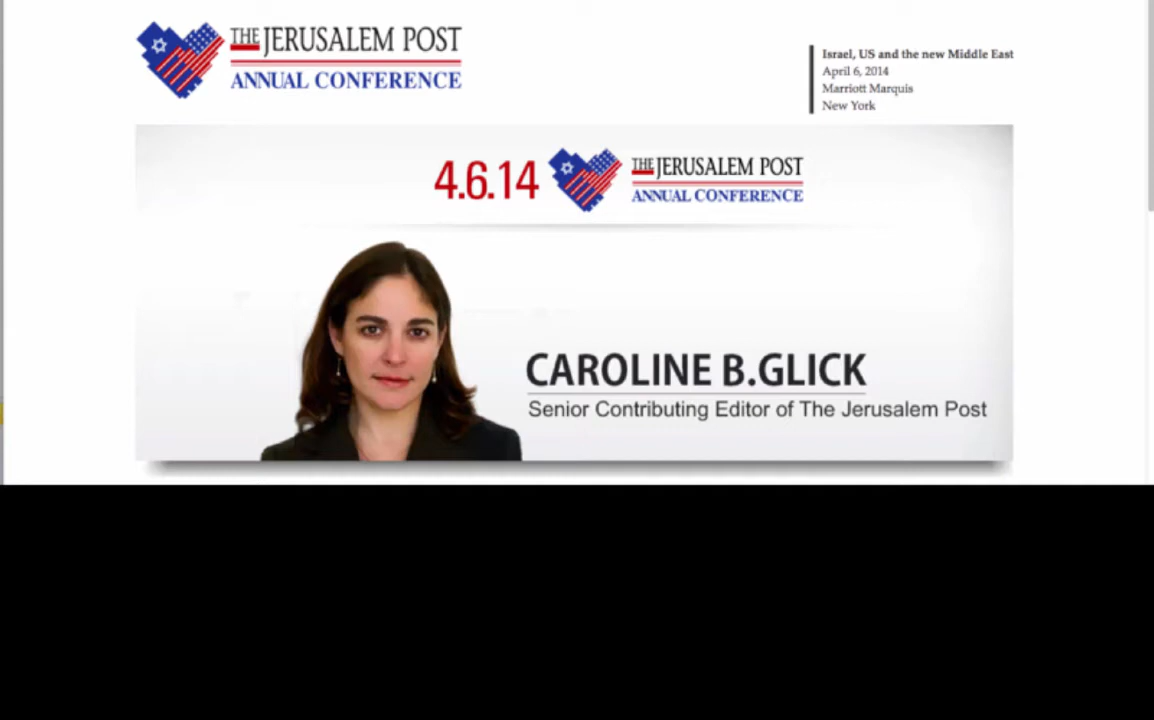 THE JERUSALEM POST
ANNUAL CONFERENCE
Israel, US and the new Middle East
April 6, 2014
Marriott Marquis
New York
4.6.14
THE JERUSALEM POST
ANNUAL CONFERENCE
CAROLINE B.GLICK
Senior Contributing Editor of The Jerusalem Post